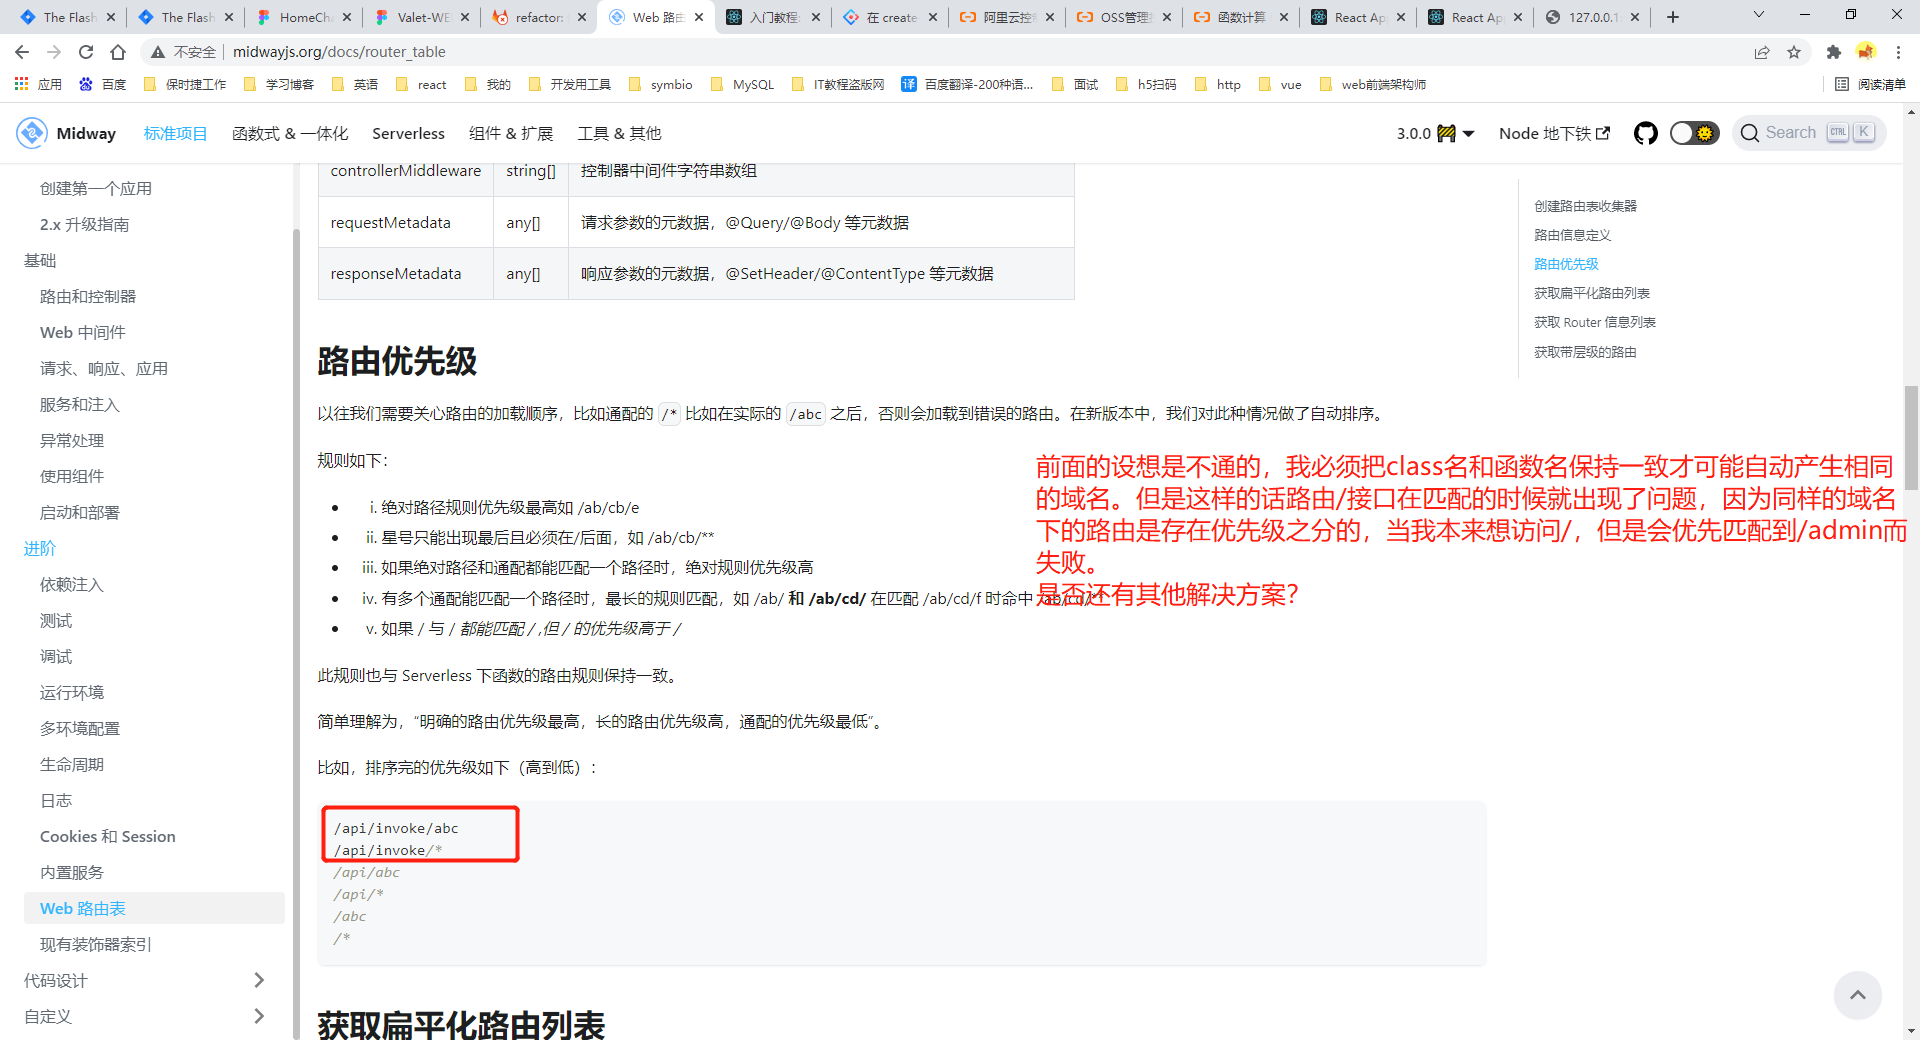 The Flash
The Flash
HomeCha
Valet-WE
refactor:
Web 路由
入门教程:
在 create
阿里云控
OSS管理控
函数计算
React Ap
React Ap
127.0.0.1:
不安全 midwayjs.org/docs/router_table
应用 百度 保时捷工作 学习博客 英语 react 我的 开发用工具 symbio MySQL IT教程盗版网 译 百度翻译-200种语... 面试 h5扫码 http vue web前端架构师 阅读清单
Midway 标准项目 函数式 & 一体化 Serverless 组件 & 扩展 工具 & 其他 3.0.0 Node 地下铁 Search CTRL K
创建第一个应用
2.x 升级指南
基础
路由和控制器
Web 中间件
请求、响应、应用
服务和注入
异常处理
使用组件
启动和部署
进阶
依赖注入
测试
调试
运行环境
多环境配置
生命周期
日志
Cookies 和 Session
内置服务
Web 路由表
现有装饰器索引
代码设计
自定义
controllerMiddleware string[] 控制器中间件字符串数组
requestMetadata any[] 请求参数的元数据，@Query/@Body 等元数据
responseMetadata any[] 响应参数的元数据，@SetHeader/@ContentType 等元数据
路由优先级
以往我们需要关心路由的加载顺序，比如通配的 /* 比如在实际的 /abc 之后，否则会加载到错误的路由。在新版本中，我们对此种情况做了自动排序。
规则如下：
i. 绝对路径规则优先级最高如 /ab/cb/e
ii. 星号只能出现最后且必须在/后面，如 /ab/cb/**
iii. 如果绝对路径和通配都能匹配一个路径时，绝对规则优先级高
iv. 有多个通配能匹配一个路径时，最长的规则匹配，如 /ab/ 和 /ab/cd/ 在匹配 /ab/cd/f 时命中 /ab/cd/**
v. 如果 / 与 / 都能匹配 / ,但 / 的优先级高于 /
此规则也与 Serverless 下函数的路由规则保持一致。
简单理解为，“明确的路由优先级最高，长的路由优先级高，通配的优先级最低”。
比如，排序完的优先级如下（高到低）：
/api/invoke/abc
/api/invoke/*
/api/abc
/api/*
/abc
/*
获取扁平化路由列表
前面的设想是不通的，我必须把class名和函数名保持一致才可能自动产生相同
的域名。但是这样的话路由/接口在匹配的时候就出现了问题，因为同样的域名
下的路由是存在优先级之分的，当我本来想访问/，但是会优先匹配到/admin而
失败。
是否还有其他解决方案？
创建路由表收集器
路由信息定义
路由优先级
获取扁平化路由列表
获取 Router 信息列表
获取带层级的路由